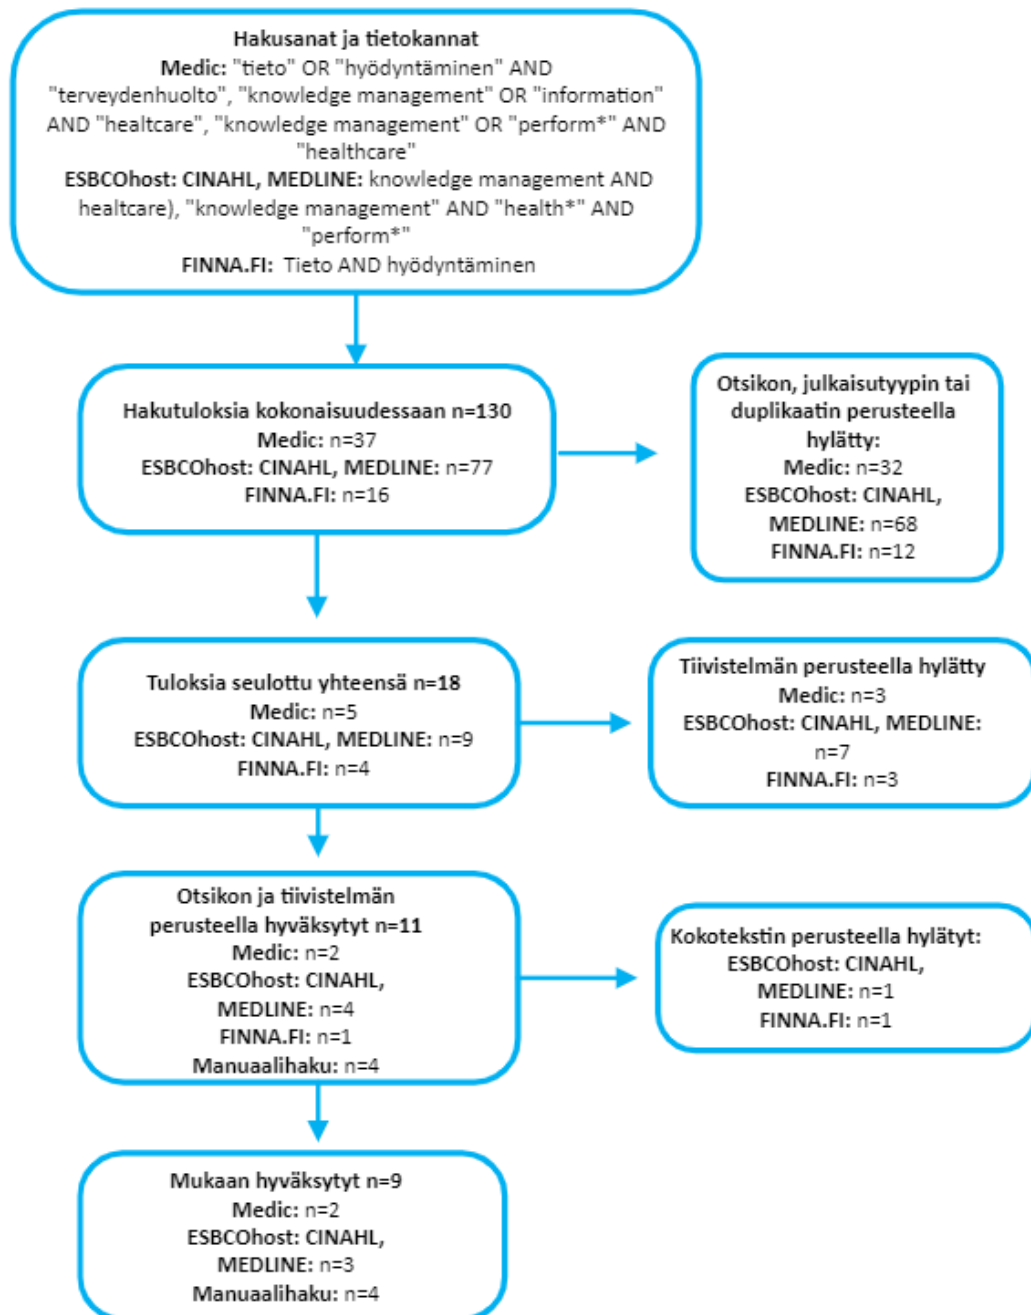 Hakusanat ja tietokannat
Medic: "tieto" OR "hyödyntäminen" AND
"terveydenhuolto", "knowledge management" OR "information"
AND "healtcare", "knowledge management" OR "perform*" AND
"healthcare"
ESBCOhost: CINAHL, MEDLINE: knowledge management AND
healtcare), "knowledge management" AND "health*" AND
"perform*"
FINNA.FI: Tieto AND hyödyntäminen
Hakutuloksia kokonaisuudessaan n=130
Medic: n=37
ESBCOhost: CINAHL, MEDLINE: n=77
FINNA.FI: n=16
Otsikon, julkaisutyypin tai
duplikaatin perusteella
hylätty:
Medic: n=32
ESBCOhost: CINAHL,
MEDLINE: n=68
FINNA.FI: n=12
Tuloksia seulottu yhteensä n=18
Medic: n=5
ESBCOhost: CINAHL, MEDLINE: n=9
FINNA.FI: n=4
Tiivistelmän perusteella hylätty
Medic: n=3
ESBCOhost: CINAHL, MEDLINE:
n=7
FINNA.FI: n=3
Otsikon ja tiivistelmän
perusteella hyväksytyt n=11
Medic: n=2
ESBCOhost: CINAHL,
MEDLINE: n=4
FINNA.FI: n=1
Manuaalihaku: n=4
Kokotekstin perusteella hylätyt:
ESBCOhost: CINAHL,
MEDLINE: n=1
FINNA.FI: n=1
Mukaan hyväksytyt n=9
Medic: n=2
ESBCOhost: CINAHL,
MEDLINE: n=3
Manuaalihaku: n=4